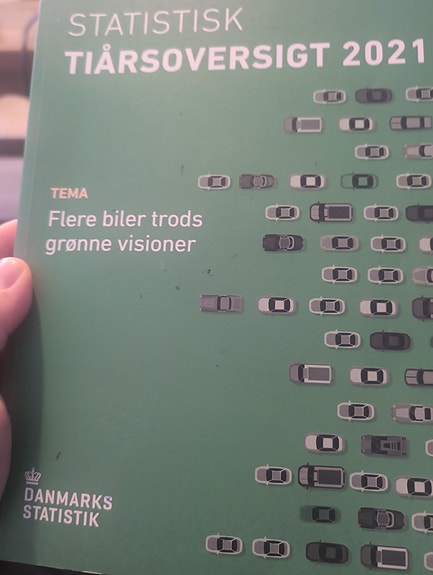 STATISTISK
TIÅRSOVERSIGT 2021
TEMA
Flere biler trods
grønne visioner
DANMARKS
STATISTIK